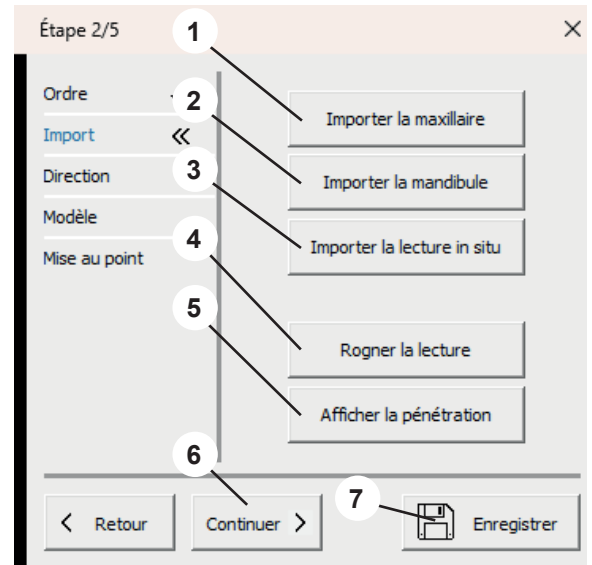 Étape 2/5
1
Ordre
2
Importer la maxillaire
Import
Direction
3
Importer la mandibule
Modèle
4
Importer la lecture in situ
Mise au point
5
Rogner la lecture
Afficher la pénétration
6
7
Retour
Continuer
Enregistrer